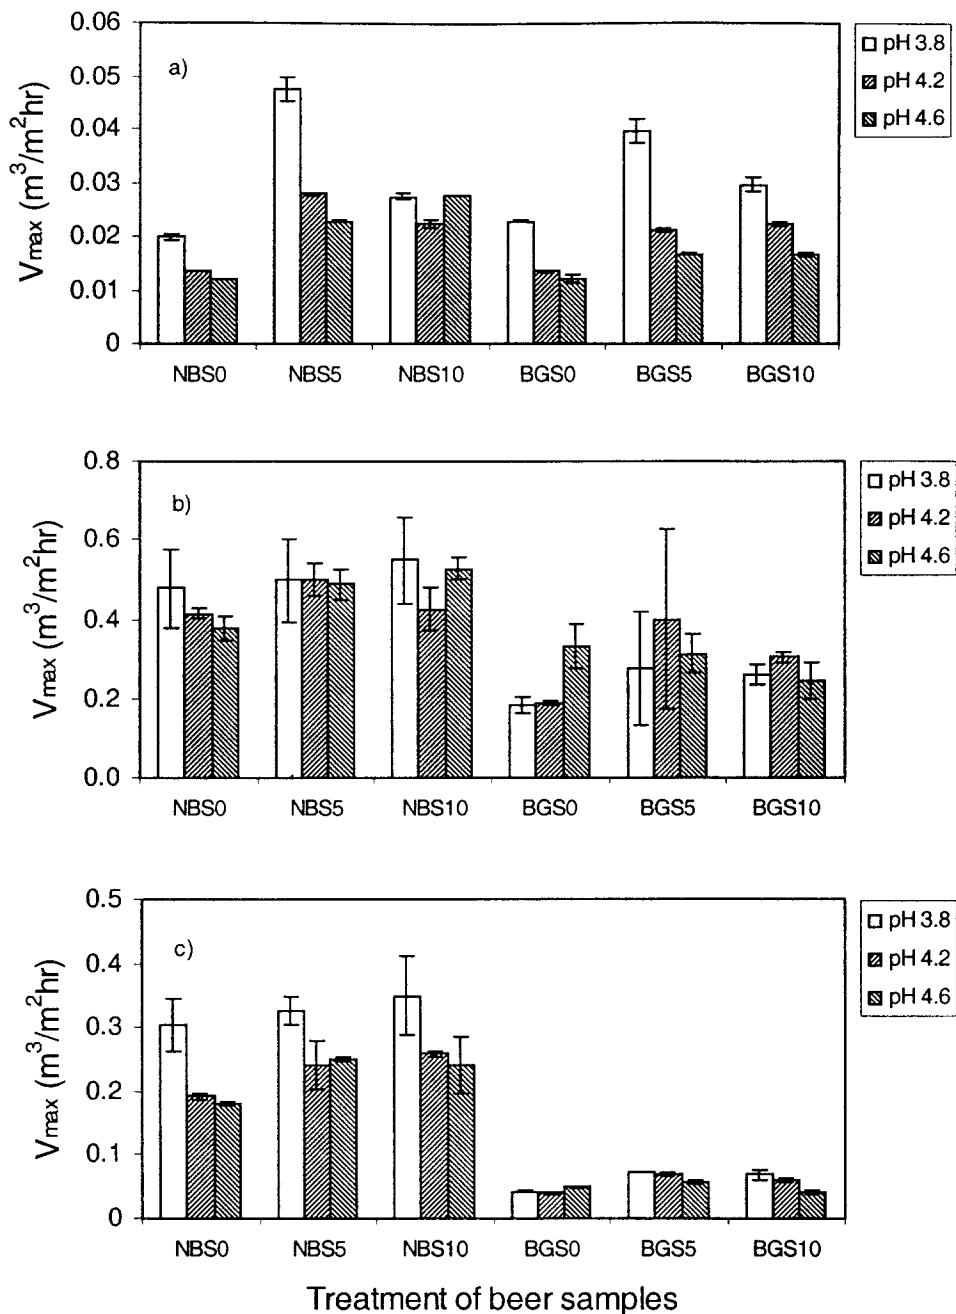 0.06
0.05
0.04
0.03
0.02
0.01
0
Vmax (m³/m²hr)
a)
pH 3.8
pH 4.2
pH 4.6
NBS0 NBS5 NBS10 BGS0 BGS5 BGS10
0.8
0.6
0.4
0.2
0.0
Vmax (m³/m²hr)
b)
pH 3.8
pH 4.2
pH 4.6
NBS0 NBS5 NBS10 BGS0 BGS5 BGS10
0.5
0.4
0.3
0.2
0.1
0
Vmax (m³/m²hr)
c)
pH 3.8
pH 4.2
pH 4.6
NBS0 NBS5 NBS10 BGS0 BGS5 BGS10
Treatment of beer samples